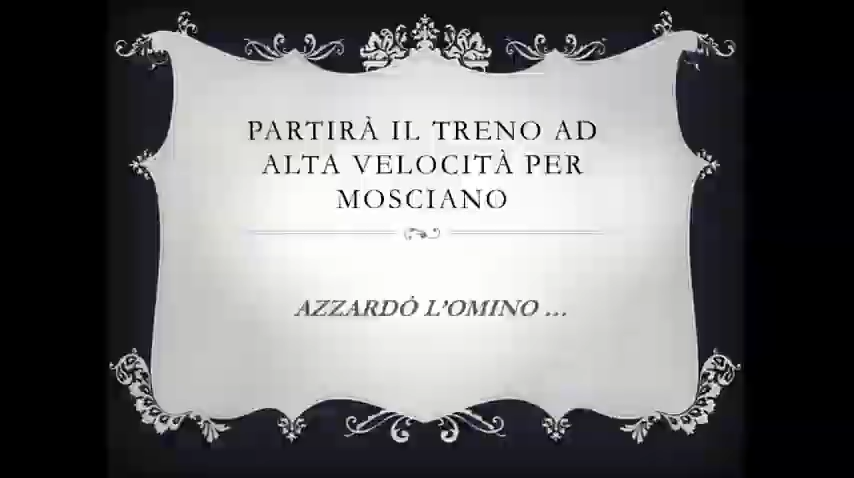 PARTIRÀ IL TRENO AD
ALTA VELOCITÀ PER
MOSCIANO
AZZARDÒ L'OMINO ...